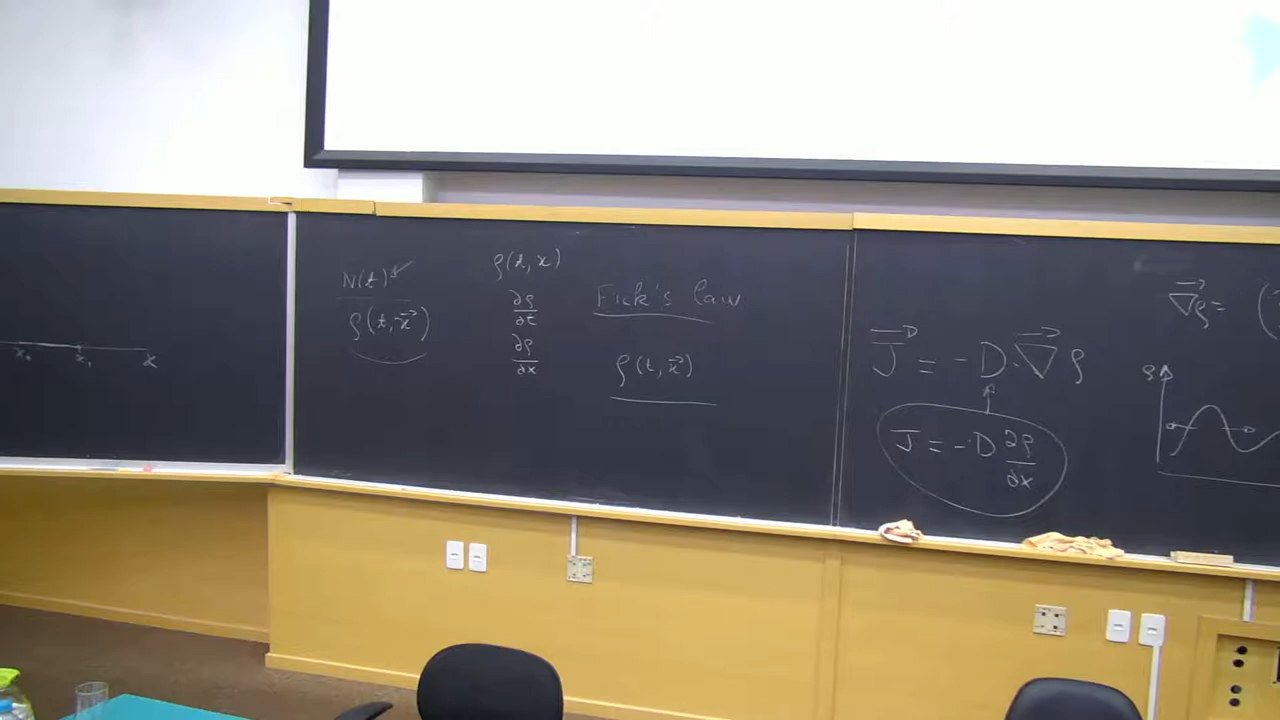 x₀ x₁ x
N(t)
ρ(t, x⃗)
ρ(t, x)
∂ρ/∂t
∂ρ/∂x
Fick's law
ρ(t, x⃗)
J⃗ᴰ = -D·∇⃗ρ
J = -D ∂ρ/∂x
∇⃗ρ = (
ρ